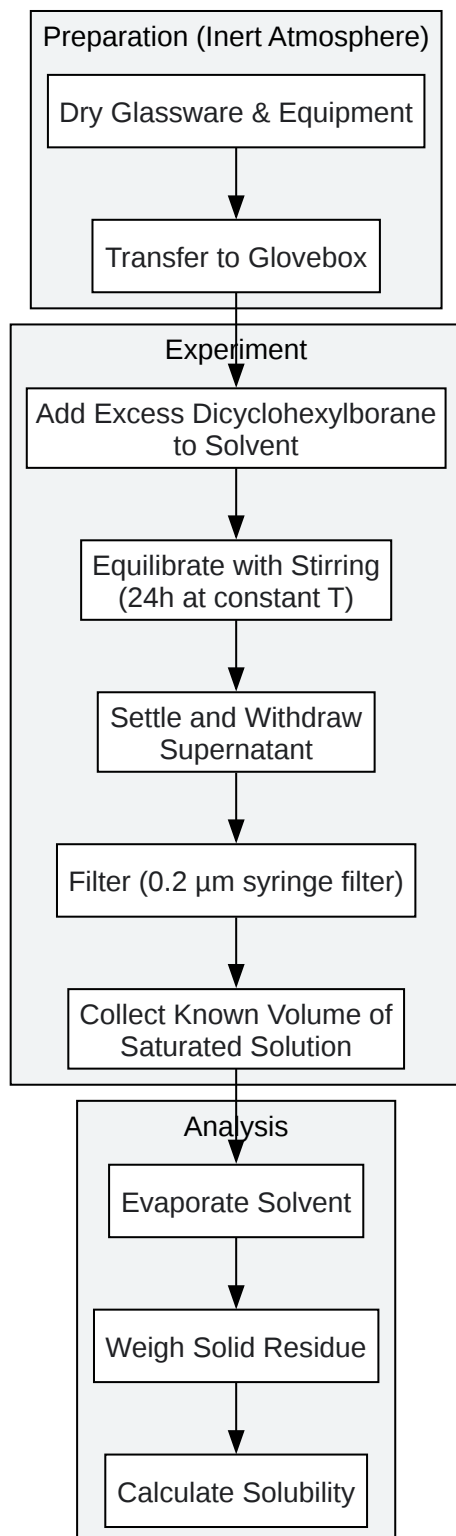 Preparation (Inert Atmosphere)
Dry Glassware & Equipment
Transfer to Glovebox
Experiment
Add Excess Dicyclohexylborane
to Solvent
Equilibrate with Stirring
(24h at constant T)
Settle and Withdraw
Supernatant
Filter (0.2 µm syringe filter)
Collect Known Volume of
Saturated Solution
Analysis
Evaporate Solvent
Weigh Solid Residue
Calculate Solubility